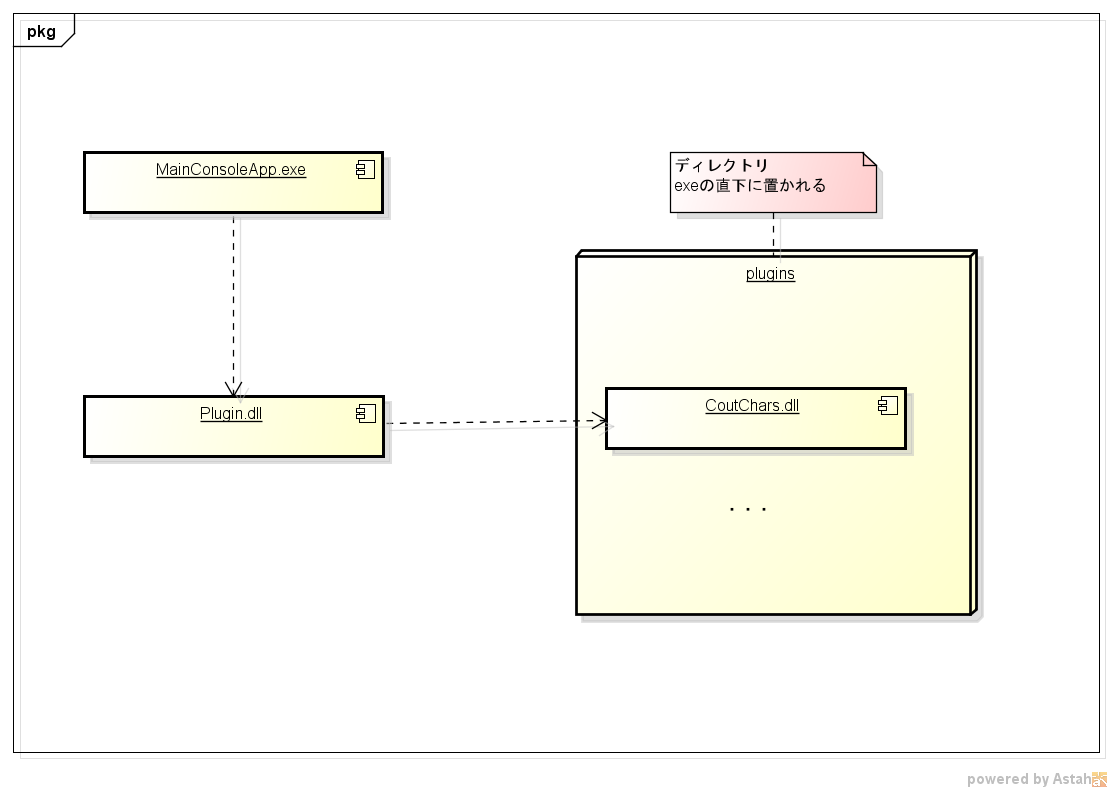 pkg
MainConsoleApp.exe
ディレクトリ
exeの直下に置かれる
plugins
Plugin.dll
CoutChars.dll
・・・
powered by Astah